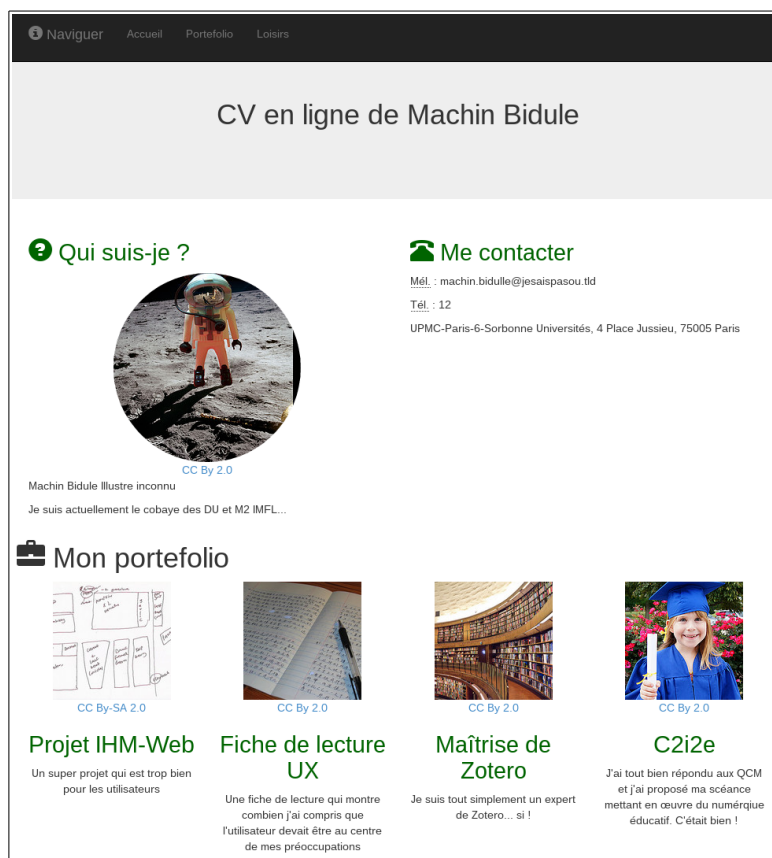 Naviguer Accueil Portefolio Loisirs
CV en ligne de Machin Bidule
Qui suis-je ?
CC By 2.0
Machin Bidule Illustre inconnu
Je suis actuellement le cobaye des DU et M2 IMFL...
Me contacter
Mél. : machin.bidulle@jesaispasou.tld
Tél. : 12
UPMC-Paris-6-Sorbonne Universités, 4 Place Jussieu, 75005 Paris
Mon portefolio
CC By-SA 2.0
Projet IHM-Web
Un super projet qui est trop bien
pour les utilisateurs
CC By 2.0
Fiche de lecture
UX
Une fiche de lecture qui montre
combien j'ai compris que
l'utilisateur devait être au centre
de mes préoccupations
CC By 2.0
Maîtrise de
Zotero
Je suis tout simplement un expert
de Zotero... si !
CC By 2.0
C2i2e
J'ai tout bien répondu aux QCM
et j'ai proposé ma scéance
mettant en œuvre du numérqiue
éducatif. C'était bien !